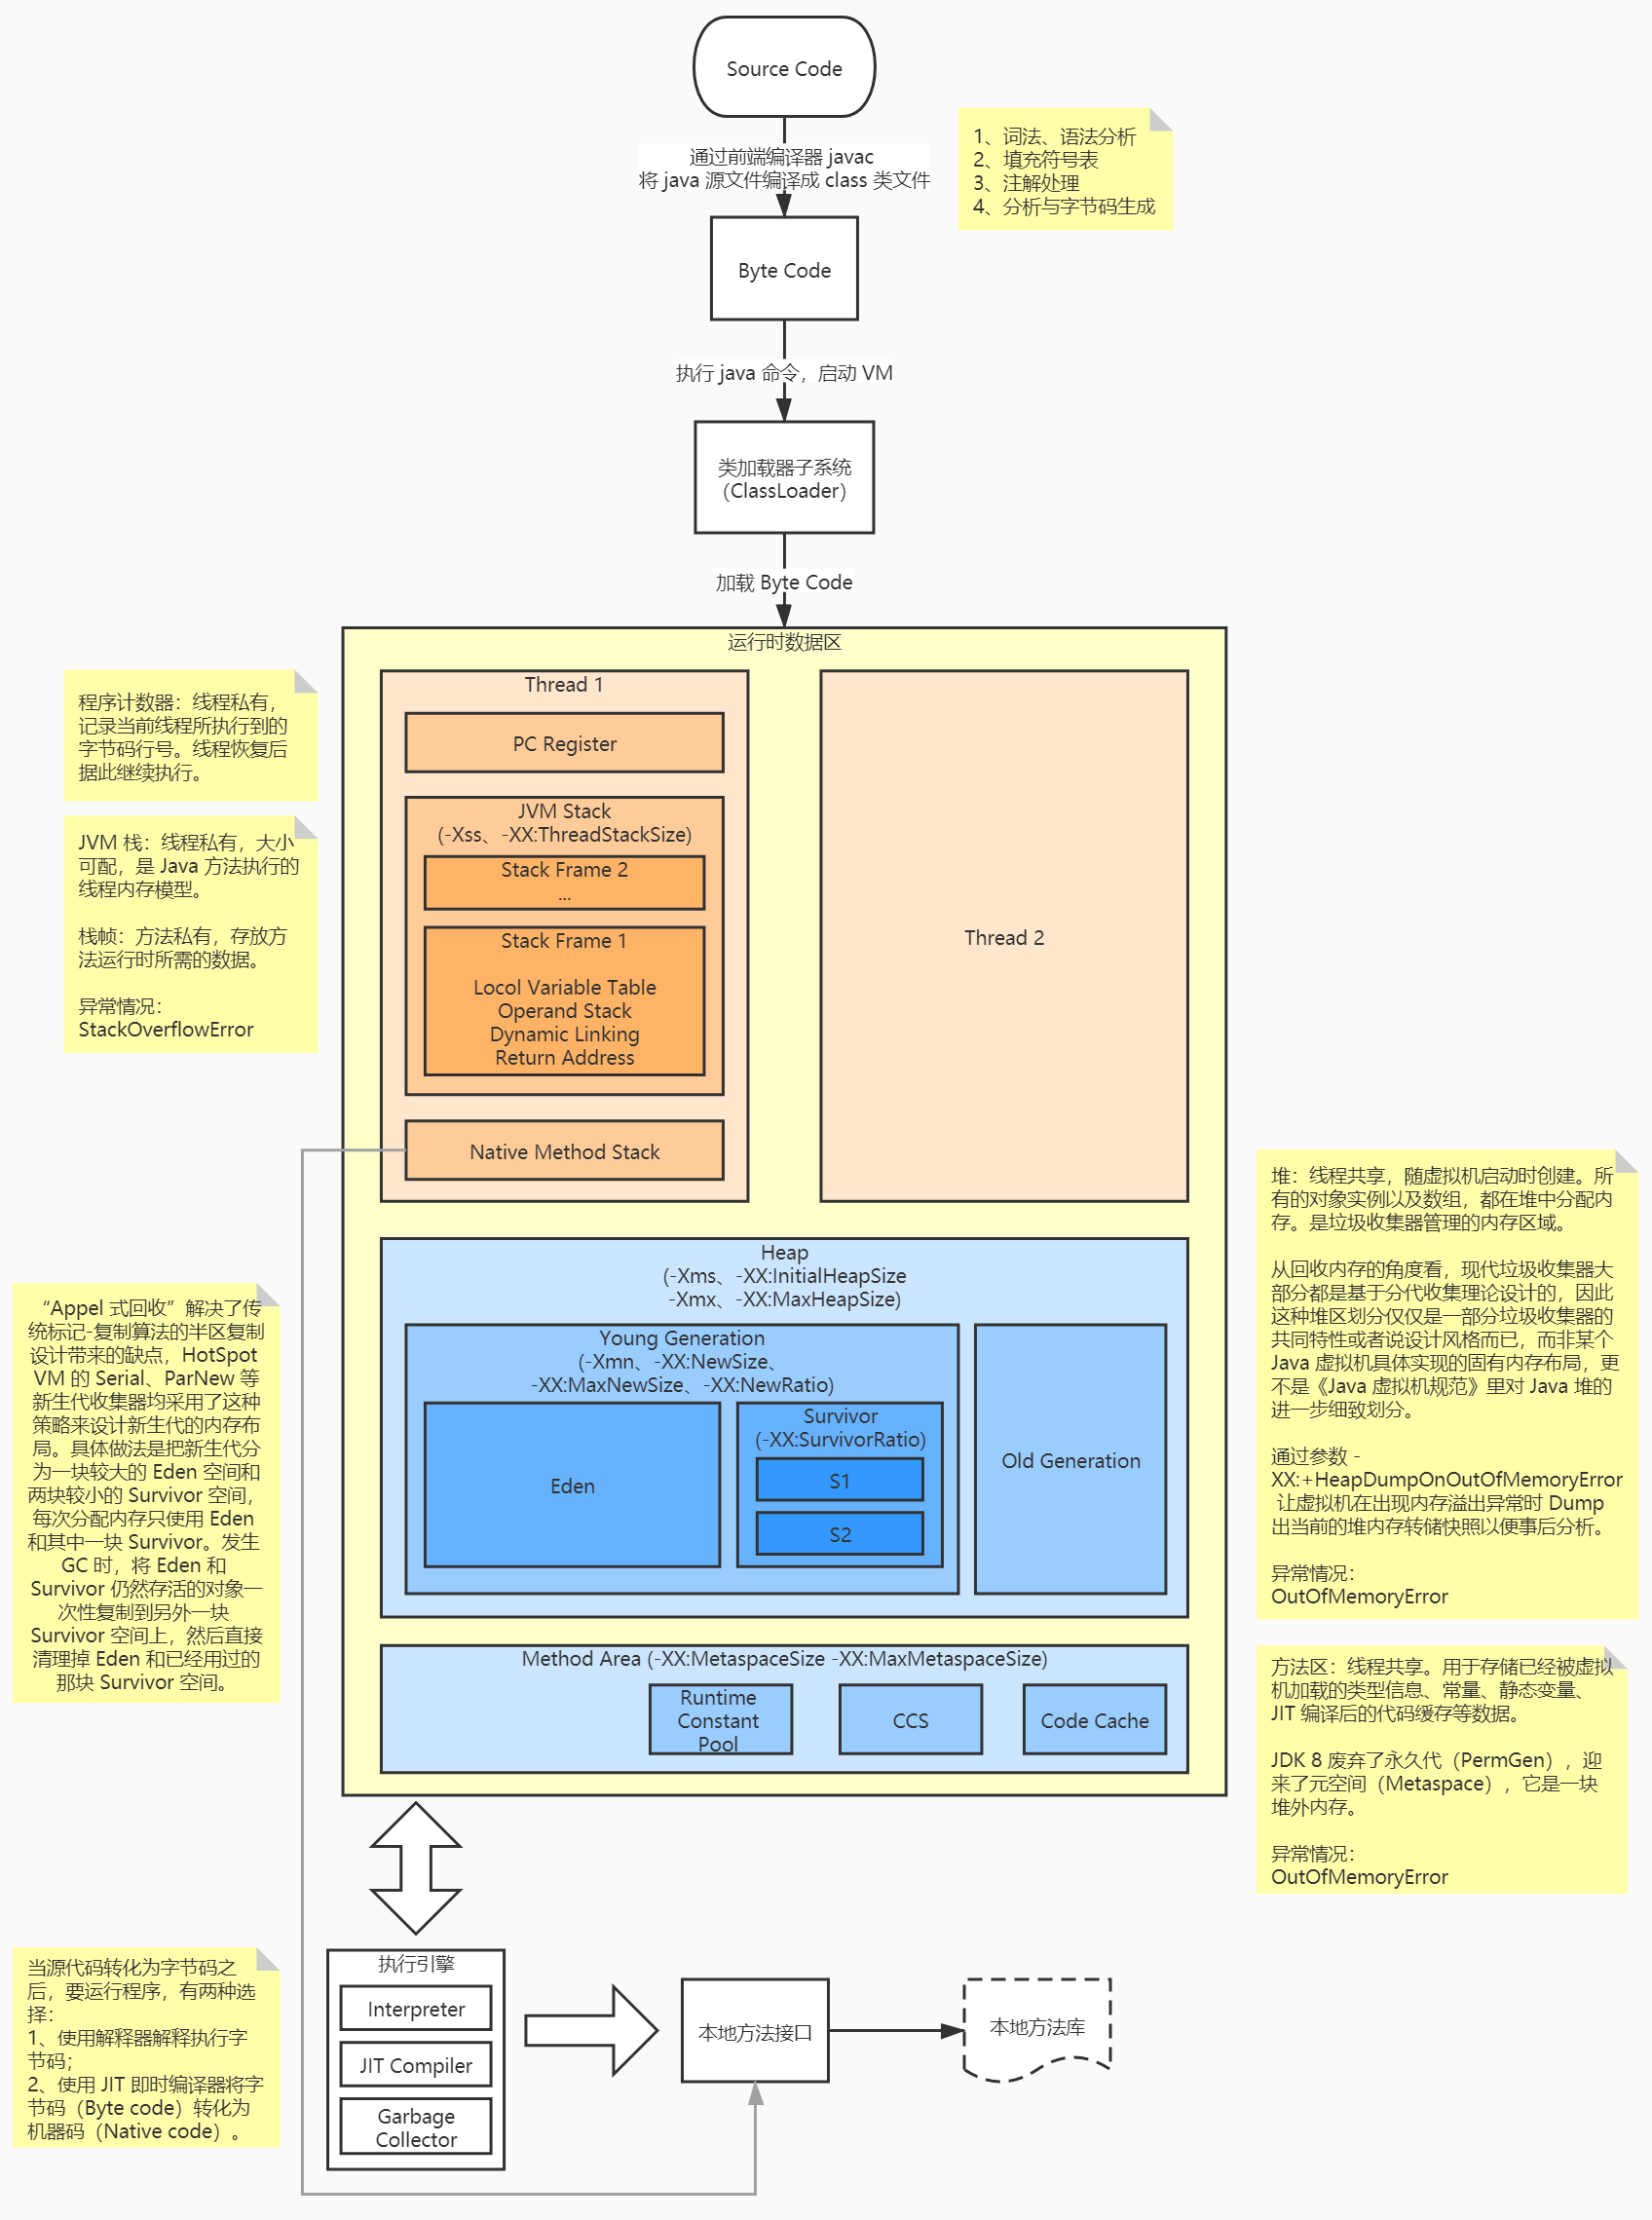 Source Code
通过前端编译器 javac
将 java 源文件编译成 class 类文件
1、词法、语法分析
2、填充符号表
3、注解处理
4、分析与字节码生成
Byte Code
执行 java 命令，启动 VM
类加载器子系统
（ClassLoader）
加载 Byte Code
运行时数据区
Thread 1
PC Register
JVM Stack
(-Xss、-XX:ThreadStackSize)
Stack Frame 2
...
Stack Frame 1
Locol Variable Table
Operand Stack
Dynamic Linking
Return Address
Native Method Stack
Thread 2
程序计数器：线程私有，
记录当前线程所执行到的
字节码行号。线程恢复后
据此继续执行。
JVM 栈：线程私有，大小
可配，是 Java 方法执行的
线程内存模型。
栈帧：方法私有，存放方
法运行时所需的数据。
异常情况：
StackOverflowError
Heap
(-Xms、-XX:InitialHeapSize
-Xmx、-XX:MaxHeapSize)
Young Generation
(-Xmn、-XX:NewSize、
-XX:MaxNewSize、-XX:NewRatio)
Eden
Survivor
(-XX:SurvivorRatio)
S1
S2
Old Generation
堆：线程共享，随虚拟机启动时创建。所
有的对象实例以及数组，都在堆中分配内
存。是垃圾收集器管理的内存区域。
从回收内存的角度看，现代垃圾收集器大
部分都是基于分代收集理论设计的，因此
这种堆区划分仅仅是一部分垃圾收集器的
共同特性或者说设计风格而已，而非某个
Java 虚拟机具体实现的固有内存布局，更
不是《Java 虚拟机规范》里对 Java 堆的
进一步细致划分。
通过参数 -
XX:+HeapDumpOnOutOfMemoryError
让虚拟机在出现内存溢出异常时 Dump
出当前的堆内存转储快照以便事后分析。
异常情况：
OutOfMemoryError
“Appel 式回收”解决了传
统标记-复制算法的半区复制
设计带来的缺点，HotSpot
VM 的 Serial、ParNew 等
新生代收集器均采用了这种
策略来设计新生代的内存布
局。具体做法是把新生代分
为一块较大的 Eden 空间和
两块较小的 Survivor 空间，
每次分配内存只使用 Eden
和其中一块 Survivor。发生
GC 时，将 Eden 和
Survivor 仍然存活的对象一
次性复制到另外一块
Survivor 空间上，然后直接
清理掉 Eden 和已经用过的
那块 Survivor 空间。
Method Area (-XX:MetaspaceSize -XX:MaxMetaspaceSize)
Runtime
Constant
Pool
CCS
Code Cache
方法区：线程共享。用于存储已经被虚拟
机加载的类型信息、常量、静态变量、
JIT 编译后的代码缓存等数据。
JDK 8 废弃了永久代（PermGen），迎
来了元空间（Metaspace），它是一块
堆外内存。
异常情况：
OutOfMemoryError
当源代码转化为字节码之
后，要运行程序，有两种选
择：
1、使用解释器解释执行字
节码；
2、使用 JIT 即时编译器将字
节码（Byte code）转化为
机器码（Native code）。
执行引擎
Interpreter
JIT Compiler
Garbage
Collector
本地方法接口
本地方法库